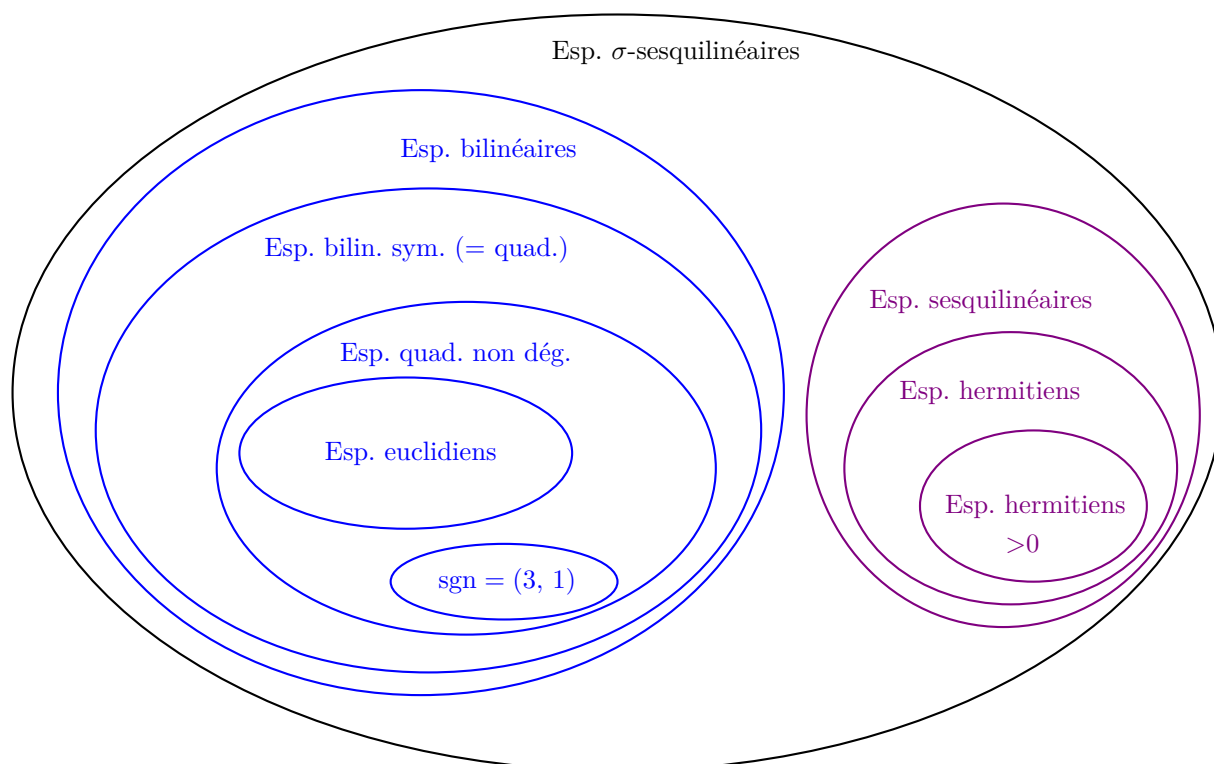 Esp. σ-sesquilinéaires
Esp. bilinéaires
Esp. bilin. sym. (= quad.)
Esp. quad. non dég.
Esp. euclidiens
sgn = (3, 1)
Esp. sesquilinéaires
Esp. hermitiens
Esp. hermitiens
>0